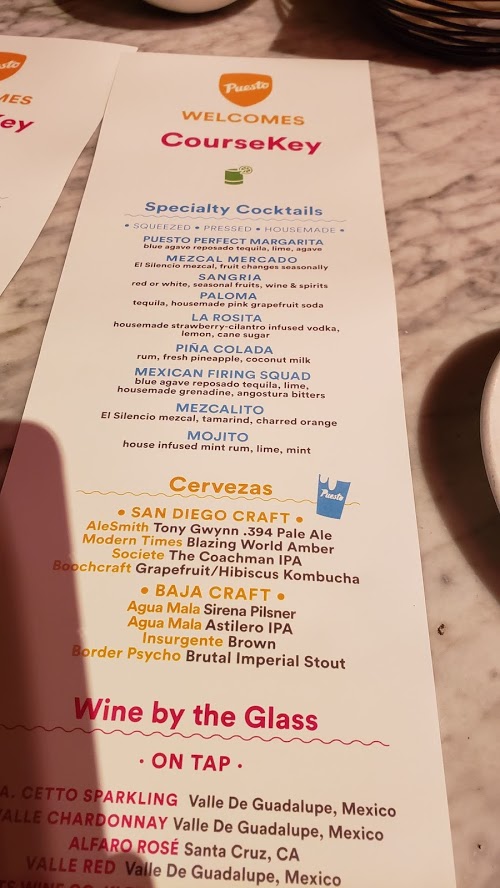 Puesto
WELCOMES
CourseKey
Specialty Cocktails
• SQUEEZED • PRESSED • HOUSEMADE •
PUESTO PERFECT MARGARITA
blue agave reposado tequila, lime, agave
MEZCAL MERCADO
El Silencio mezcal, fruit changes seasonally
SANGRIA
red or white, seasonal fruits, wine & spirits
PALOMA
tequila, housemade pink grapefruit soda
LA ROSITA
housemade strawberry-cilantro infused vodka,
lemon, cane sugar
PIÑA COLADA
rum, fresh pineapple, coconut milk
MEXICAN FIRING SQUAD
blue agave reposado tequila, lime,
housemade grenadine, angostura bitters
MEZCALITO
El Silencio mezcal, tamarind, charred orange
MOJITO
house infused mint rum, lime, mint
Cervezas
Puesto
• SAN DIEGO CRAFT •
AleSmith Tony Gwynn .394 Pale Ale
Modern Times Blazing World Amber
Societe The Coachman IPA
Boochcraft Grapefruit/Hibiscus Kombucha
• BAJA CRAFT •
Agua Mala Sirena Pilsner
Agua Mala Astilero IPA
Insurgente Brown
Border Psycho Brutal Imperial Stout
Wine by the Glass
· ON TAP ·
A. CETTO SPARKLING Valle De Guadalupe, Mexico
VALLE CHARDONNAY Valle De Guadalupe, Mexico
ALFARO ROSÉ Santa Cruz, CA
VALLE RED Valle De Guadalupe, Mexico